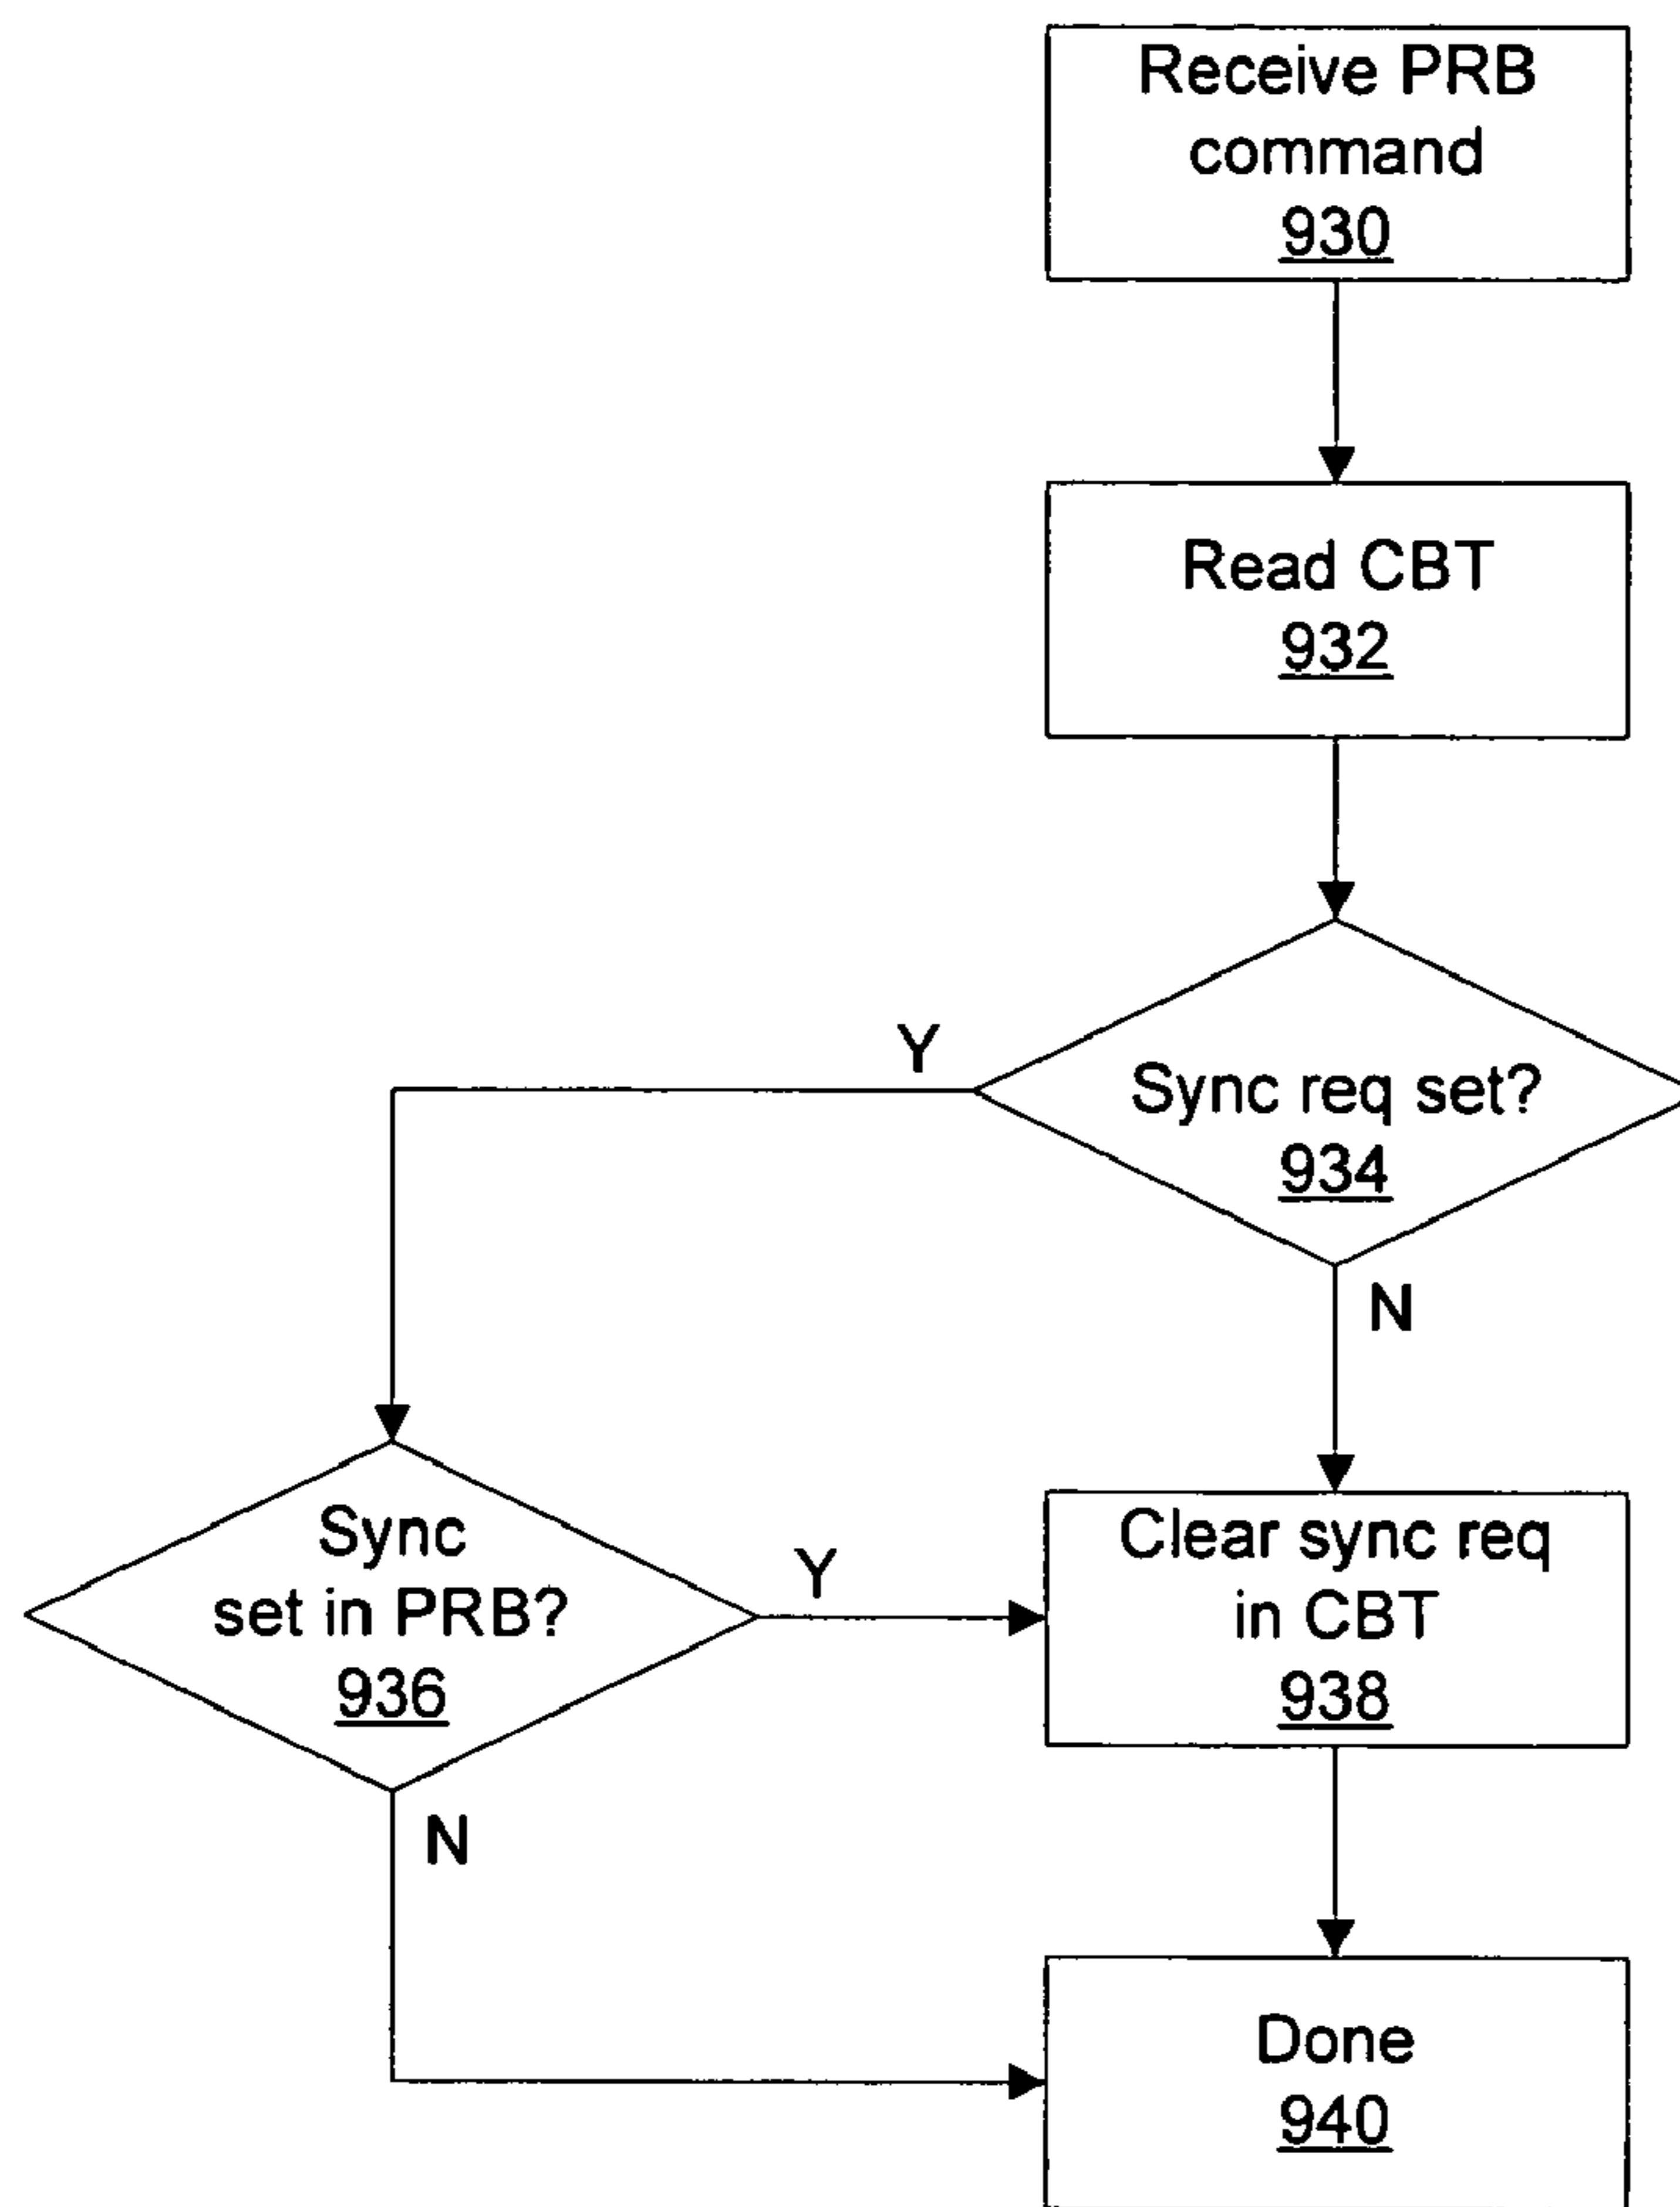 Receive PRB
command
930
Read CBT
932
Y
Sync req set?
934
N
Sync
set in PRB?
936
Y
Clear sync req
in CBT
938
N
Done
940